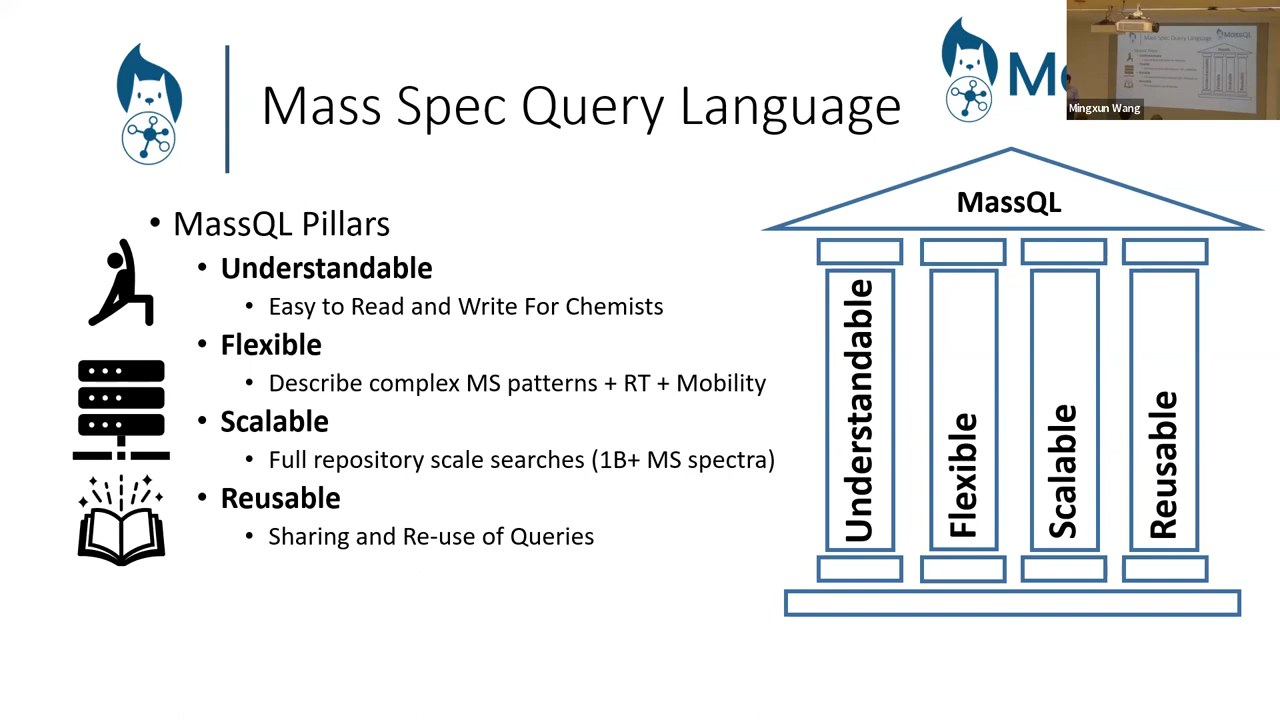 Mass Spec Query Language
Mingxun Wang
• MassQL Pillars
• Understandable
• Easy to Read and Write For Chemists
• Flexible
• Describe complex MS patterns + RT + Mobility
• Scalable
• Full repository scale searches (1B+ MS spectra)
• Reusable
• Sharing and Re-use of Queries
MassQL
Understandable
Flexible
Scalable
Reusable